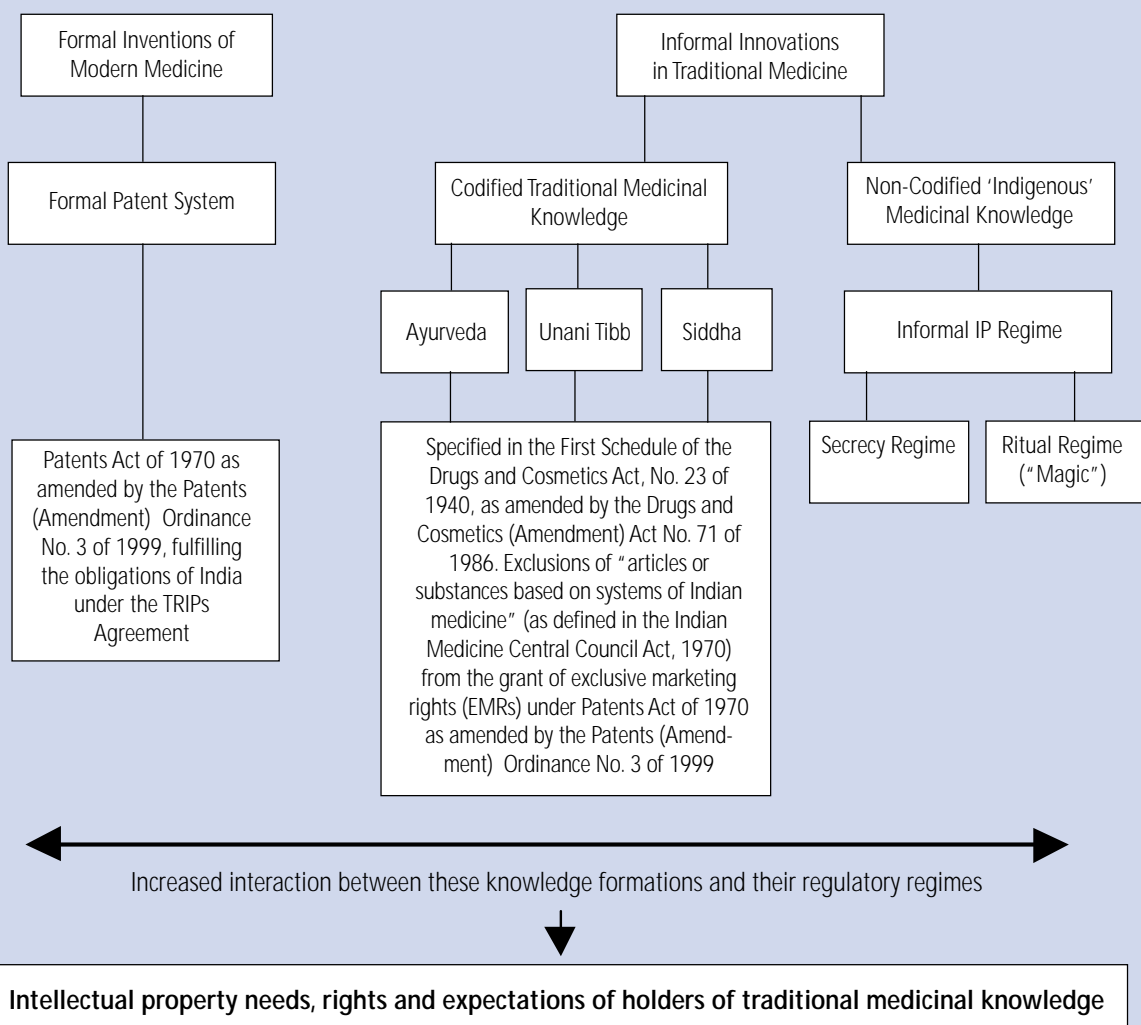 Formal Inventions of
Modern Medicine
Informal Innovations
in Traditional Medicine
Formal Patent System
Codified Traditional Medicinal
Knowledge
Non-Codified ‘Indigenous’
Medicinal Knowledge
Ayurveda
Unani Tibb
Siddha
Informal IP Regime
Patents Act of 1970 as
amended by the Patents
(Amendment) Ordinance
No. 3 of 1999, fulfilling
the obligations of India
under the TRIPs
Agreement
Specified in the First Schedule of the
Drugs and Cosmetics Act, No. 23 of
1940, as amended by the Drugs and
Cosmetics (Amendment) Act No. 71 of
1986. Exclusions of “articles or
substances based on systems of Indian
medicine” (as defined in the Indian
Medicine Central Council Act, 1970)
from the grant of exclusive marketing
rights (EMRs) under Patents Act of 1970
as amended by the Patents (Amend-
ment) Ordinance No. 3 of 1999
Secrecy Regime
Ritual Regime
(“Magic”)
Increased interaction between these knowledge formations and their regulatory regimes
Intellectual property needs, rights and expectations of holders of traditional medicinal knowledge